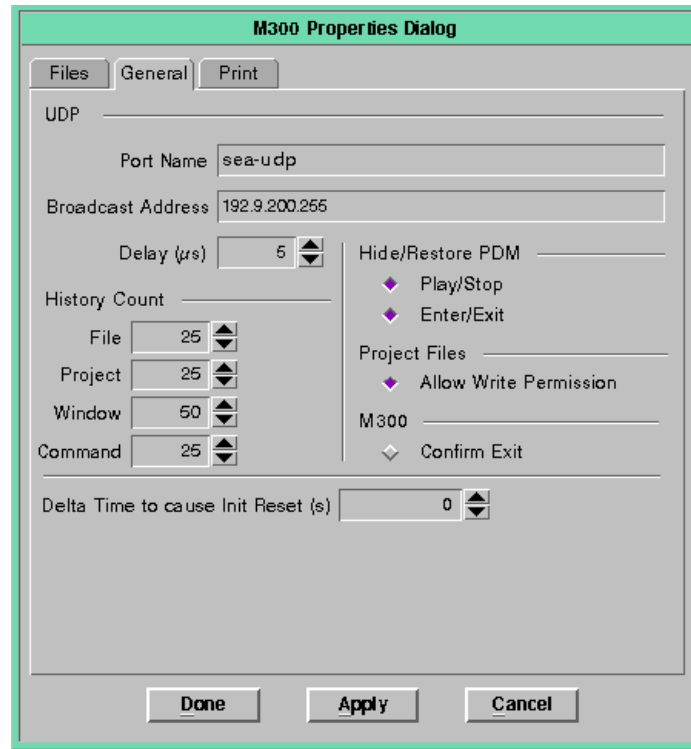 M300 Properties Dialog
Files General Print
UDP
Port Name sea-udp
Broadcast Address 192.9.200.255
Delay (µs) 5
History Count
File 25
Project 25
Window 50
Command 25
Hide/Restore PDM
Play/Stop
Enter/Exit
Project Files
Allow Write Permission
M300
Confirm Exit
Delta Time to cause Init Reset (s) 0
Done Apply Cancel